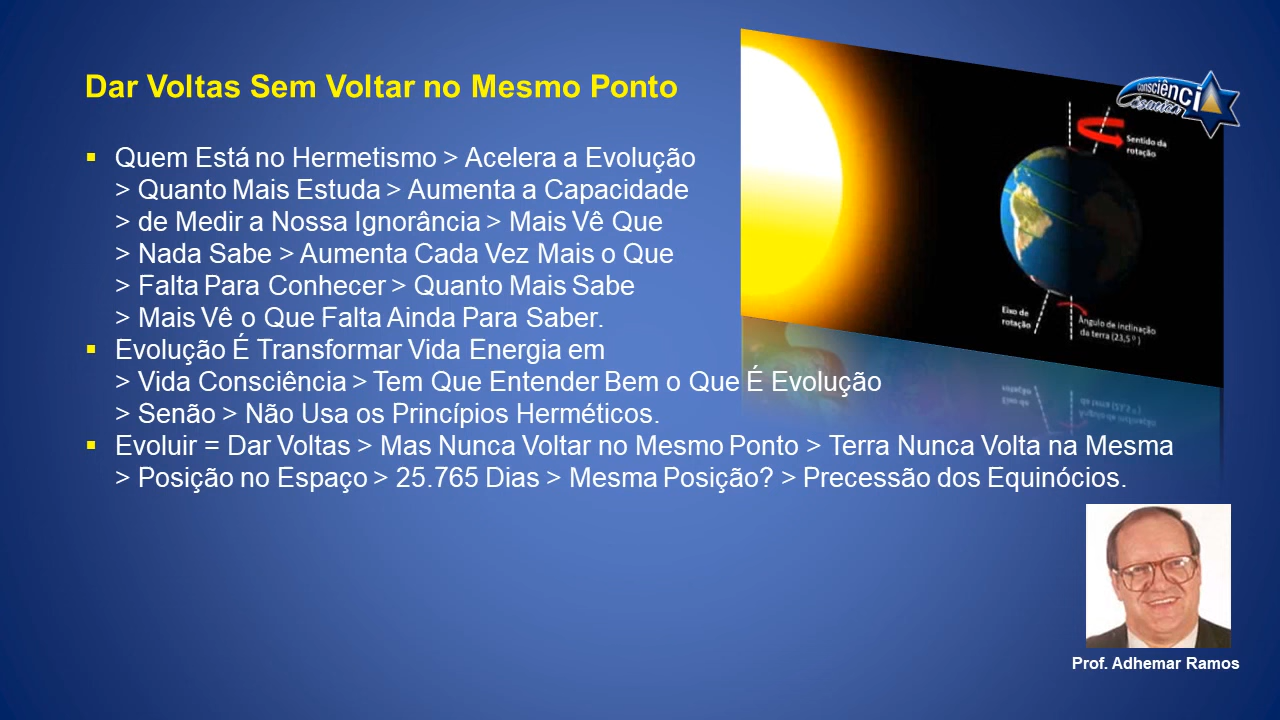 Dar Voltas Sem Voltar no Mesmo Ponto
Quem Está no Hermetismo > Acelera a Evolução
> Quanto Mais Estuda > Aumenta a Capacidade
> de Medir a Nossa Ignorância > Mais Vê Que
> Nada Sabe > Aumenta Cada Vez Mais o Que
> Falta Para Conhecer > Quanto Mais Sabe
> Mais Vê o Que Falta Ainda Para Saber.
Evolução É Transformar Vida Energia em
> Vida Consciência > Tem Que Entender Bem o Que É Evolução
> Senão > Não Usa os Princípios Herméticos.
Evoluir = Dar Voltas > Mas Nunca Voltar no Mesmo Ponto > Terra Nunca Volta na Mesma
> Posição no Espaço > 25.765 Dias > Mesma Posição? > Precessão dos Equinócios.
consciênci
Sentido da
rotação
Eixo de
rotação
Ângulo de inclinação
da terra (23,5º)
Prof. Adhemar Ramos